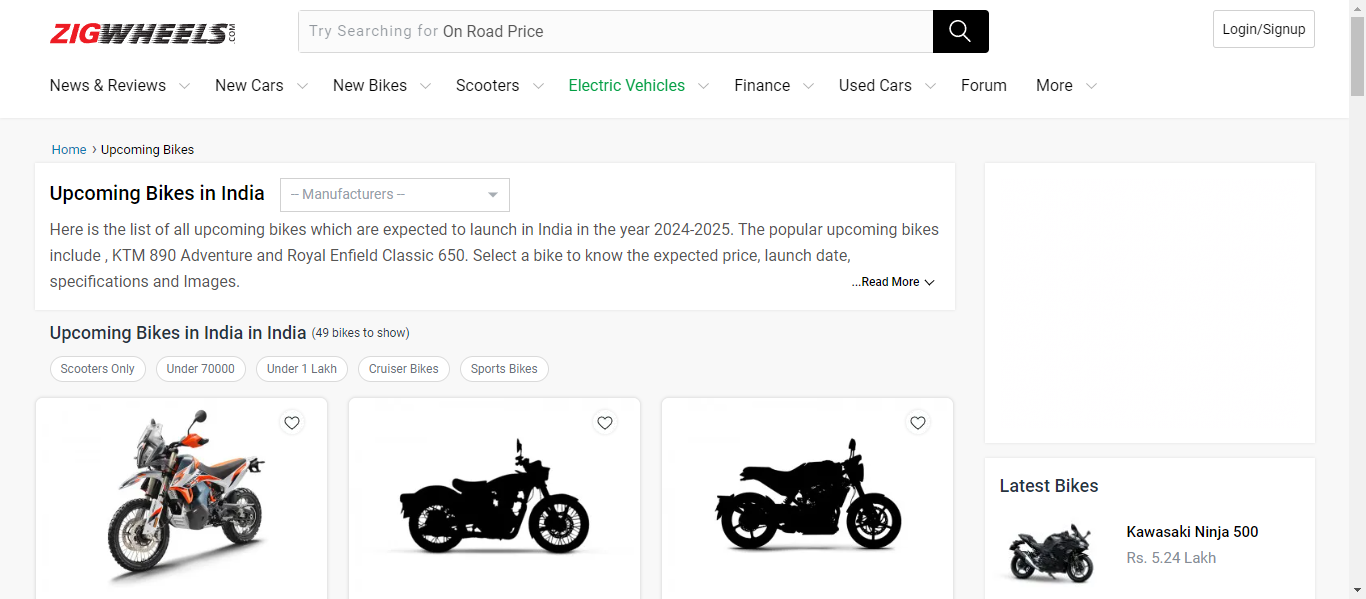 ZIGWHEELS.COM
Try Searching for On Road Price
Login/Signup
News & Reviews New Cars New Bikes Scooters Electric Vehicles Finance Used Cars Forum More
Home › Upcoming Bikes
Upcoming Bikes in India
-- Manufacturers --
Here is the list of all upcoming bikes which are expected to launch in India in the year 2024-2025. The popular upcoming bikes
include , KTM 890 Adventure and Royal Enfield Classic 650. Select a bike to know the expected price, launch date,
specifications and Images.
...Read More
Upcoming Bikes in India in India (49 bikes to show)
Scooters Only Under 70000 Under 1 Lakh Cruiser Bikes Sports Bikes
Latest Bikes
Kawasaki Ninja 500
Rs. 5.24 Lakh